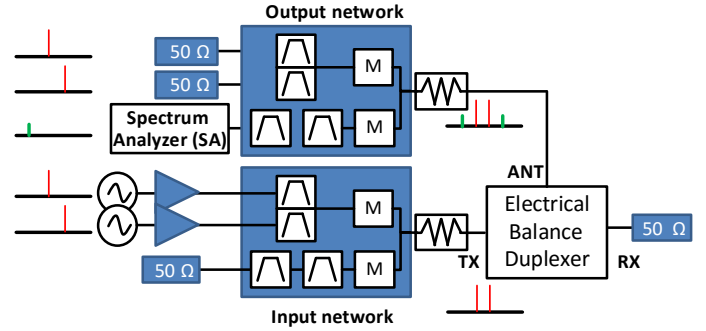 Output network
50 Ω
M
50 Ω
Spectrum
Analyzer (SA)
M
ANT
M
Electrical
Balance
Duplexer
50 Ω
TX
RX
50 Ω
M
Input network